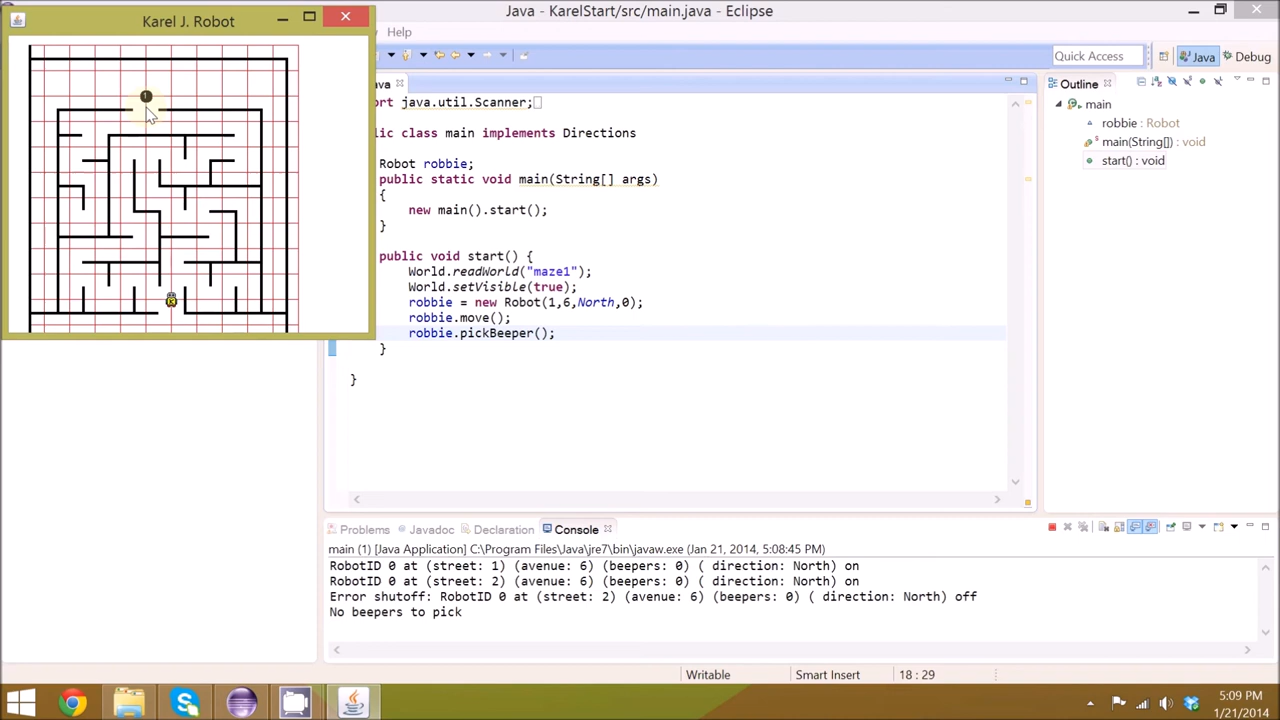 Karel J. Robot
Java - KarelStart/src/main.java - Eclipse
Help
Quick Access
Java
Debug
ava
Outline
ort java.util.Scanner;
lic class main implements Directions
Robot robbie;
public static void main(String[] args)
{
new main().start();
}
public void start() {
World.readWorld("maze1");
World.setVisible(true);
robbie = new Robot(1,6,North,0);
robbie.move();
robbie.pickBeeper();
}
}
main
robbie : Robot
main(String[]) : void
start() : void
1
Problems
Javadoc
Declaration
Console
main (1) [Java Application] C:\Program Files\Java\jre7\bin\javaw.exe (Jan 21, 2014, 5:08:45 PM)
RobotID 0 at (street: 1) (avenue: 6) (beepers: 0) ( direction: North) on
RobotID 0 at (street: 2) (avenue: 6) (beepers: 0) ( direction: North) on
Error shutoff: RobotID 0 at (street: 2) (avenue: 6) (beepers: 0) ( direction: North) off
No beepers to pick
Writable
Smart Insert
18 : 29
5:09 PM
1/21/2014